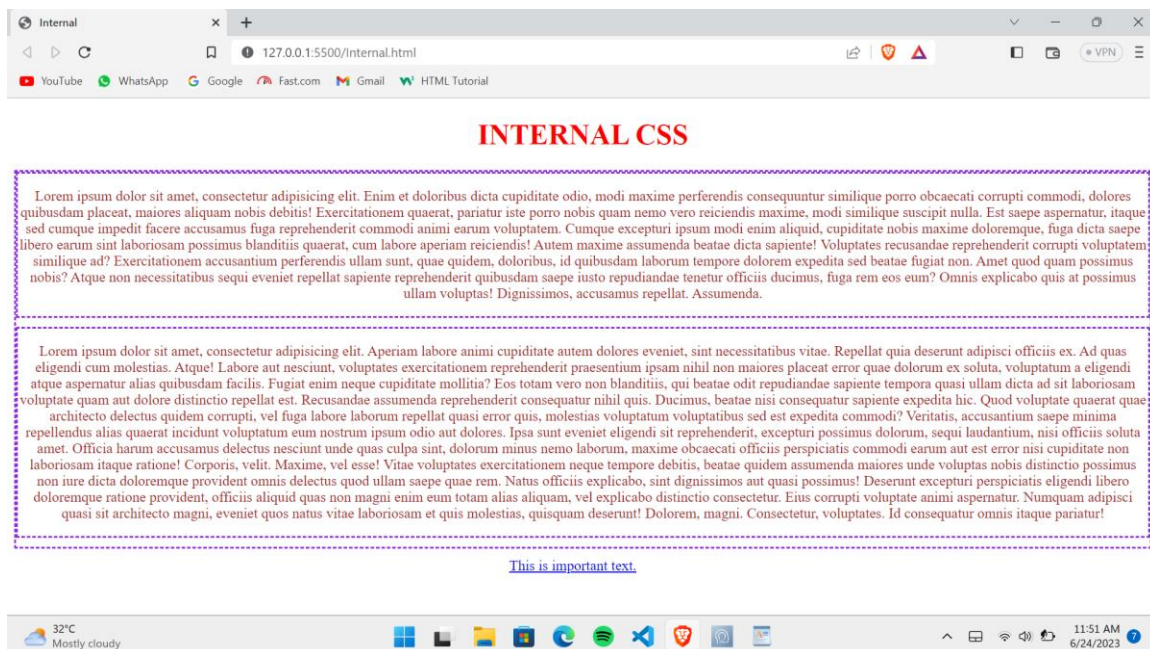 Internal
127.0.0.1:5500/Internal.html
VPN
YouTube WhatsApp Google Fast.com Gmail HTML Tutorial
INTERNAL CSS
Lorem ipsum dolor sit amet, consectetur adipisicing elit. Enim et doloribus dicta cupiditate odio, modi maxime perferendis consequuntur similique porro obcaecati corrupti commodi, dolores
quibusdam placeat, maiores aliquam nobis debitis! Exercitationem quaerat, pariatur iste porro nobis quam nemo vero reiciendis maxime, modi similique suscipit nulla. Est saepe aspernatur, itaque
sed cumque impedit facere accusamus fuga reprehenderit commodi animi earum voluptatem. Cumque excepturi ipsum modi enim aliquid, cupiditate nobis maxime doloremque, fuga dicta saepe
libero earum sint laboriosam possimus blanditiis quaerat, cum labore aperiam reiciendis! Autem maxime assumenda beatae dicta sapiente! Voluptates recusandae reprehenderit corrupti voluptatem
similique ad? Exercitationem accusantium perferendis ullam sunt, quae quidem, doloribus, id quibusdam laborum tempore dolorem expedita sed beatae fugiat non. Amet quod quam possimus
nobis? Atque non necessitatibus sequi eveniet repellat sapiente reprehenderit quibusdam saepe iusto repudiandae tenetur officiis ducimus, fuga rem eos eum? Omnis explicabo quis at possimus
ullam voluptas! Dignissimos, accusamus repellat. Assumenda.
Lorem ipsum dolor sit amet, consectetur adipisicing elit. Aperiam labore animi cupiditate autem dolores eveniet, sint necessitatibus vitae. Repellat quia deserunt adipisci officiis ex. Ad quas
eligendi cum molestias. Atque! Labore aut nesciunt, voluptates exercitationem reprehenderit praesentium ipsam nihil non maiores placeat error quae dolorum ex soluta, voluptatum a eligendi
atque aspernatur alias quibusdam facilis. Fugiat enim neque cupiditate mollitia? Eos totam vero non blanditiis, qui beatae odit repudiandae sapiente tempora quasi ullam dicta ad sit laboriosam
voluptate quam aut dolore distinctio repellat est. Recusandae assumenda reprehenderit consequatur nihil quis. Ducimus, beatae nisi consequatur sapiente expedita hic. Quod voluptate quaerat quae
architecto delectus quidem corrupti, vel fuga labore laborum repellat quasi error quis, molestias voluptatum voluptatibus sed est expedita commodi? Veritatis, accusantium saepe minima
repellendus alias quaerat incidunt voluptatum eum nostrum ipsum odio aut dolores. Ipsa sunt eveniet eligendi sit reprehenderit, excepturi possimus dolorum, sequi laudantium, nisi officiis soluta
amet. Officia harum accusamus delectus nesciunt unde quas culpa sint, dolorum minus nemo laborum, maxime obcaecati officiis perspiciatis commodi earum aut est error nisi cupiditate non
laboriosam itaque ratione! Corporis, velit. Maxime, vel esse! Vitae voluptates exercitationem neque tempore debitis, beatae quidem assumenda maiores unde voluptas nobis distinctio possimus
non iure dicta doloremque provident omnis delectus quod ullam saepe quae rem. Natus officiis explicabo, sint dignissimos aut quasi possimus! Deserunt excepturi perspiciatis eligendi libero
doloremque ratione provident, officiis aliquid quas non magni enim eum totam alias aliquam, vel explicabo distinctio consectetur. Eius corrupti voluptate animi aspernatur. Numquam adipisci
quasi sit architecto magni, eveniet quos natus vitae laboriosam et quis molestias, quisquam deserunt! Dolorem, magni. Consectetur, voluptates. Id consequatur omnis itaque pariatur!
This is important text.
32°C
Mostly cloudy
11:51 AM
6/24/2023
7